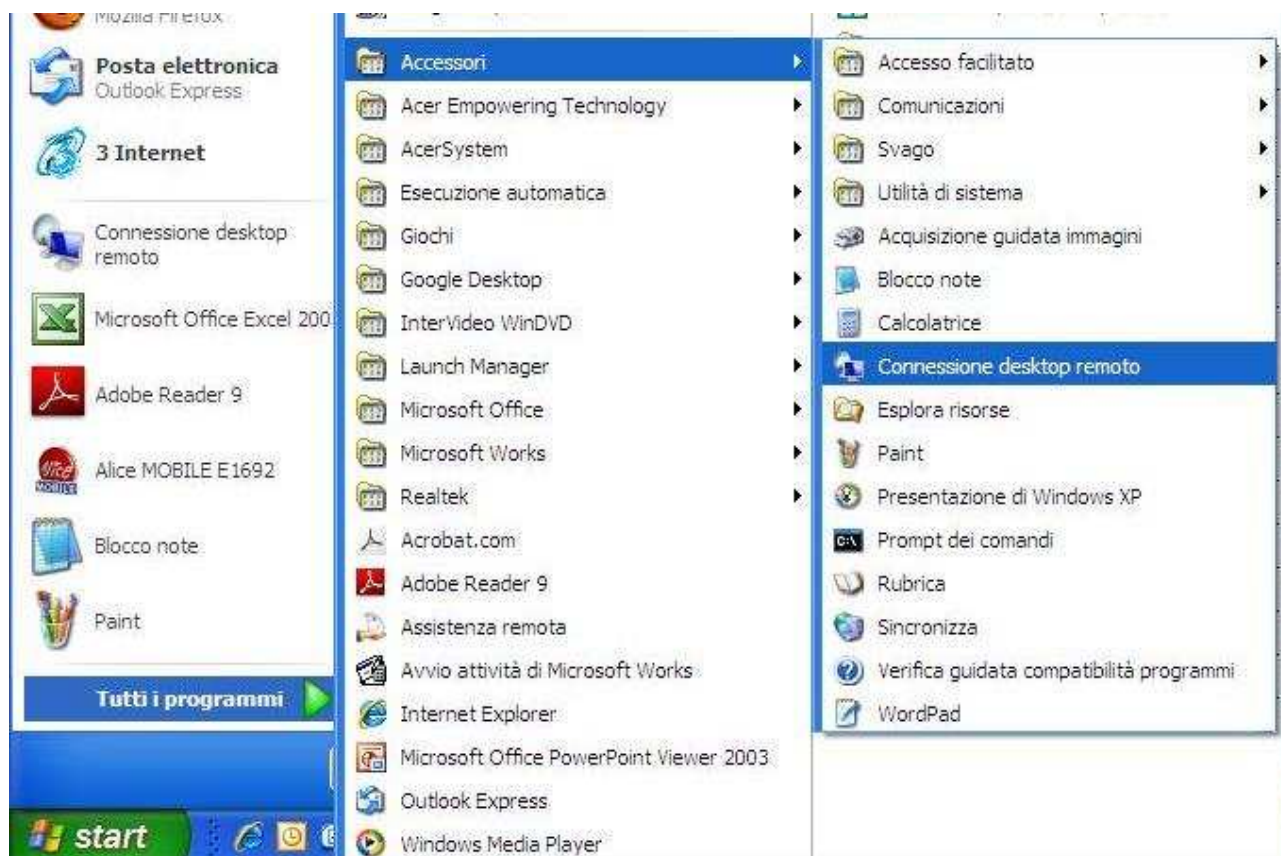 Mozilla Firefox
Posta elettronica
Outlook Express
3 Internet
Connessione desktop
remoto
Microsoft Office Excel 200
Adobe Reader 9
Alice MOBILE E1692
Blocco note
Paint
Tutti i programmi
start
Accessori
Acer Empowering Technology
AcerSystem
Esecuzione automatica
Giochi
Google Desktop
InterVideo WinDVD
Launch Manager
Microsoft Office
Microsoft Works
Realtek
Acrobat.com
Adobe Reader 9
Assistenza remota
Avvio attività di Microsoft Works
Internet Explorer
Microsoft Office PowerPoint Viewer 2003
Outlook Express
Windows Media Player
Accesso facilitato
Comunicazioni
Svago
Utilità di sistema
Acquisizione guidata immagini
Blocco note
Calcolatrice
Connessione desktop remoto
Esplora risorse
Paint
Presentazione di Windows XP
Prompt dei comandi
Rubrica
Sincronizza
Verifica guidata compatibilità programmi
WordPad